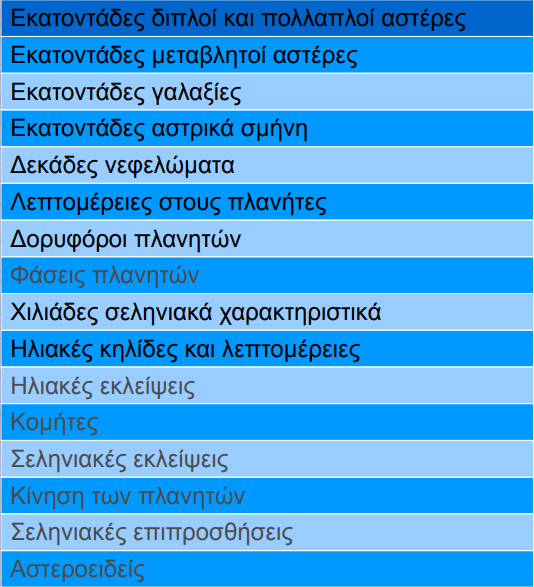 Εκατοντάδες διπλοί και πολλαπλοί αστέρες
Εκατοντάδες μεταβλητοί αστέρες
Εκατοντάδες γαλαξίες
Εκατοντάδες αστρικά σμήνη
Δεκάδες νεφελώματα
Λεπτομέρειες στους πλανήτες
Δορυφόροι πλανητών
Φάσεις πλανητών
Χιλιάδες σεληνιακά χαρακτηριστικά
Ηλιακές κηλίδες και λεπτομέρειες
Ηλιακές εκλείψεις
Κομήτες
Σεληνιακές εκλείψεις
Κίνηση των πλανητών
Σεληνιακές επιπροσθήσεις
Αστεροειδείς